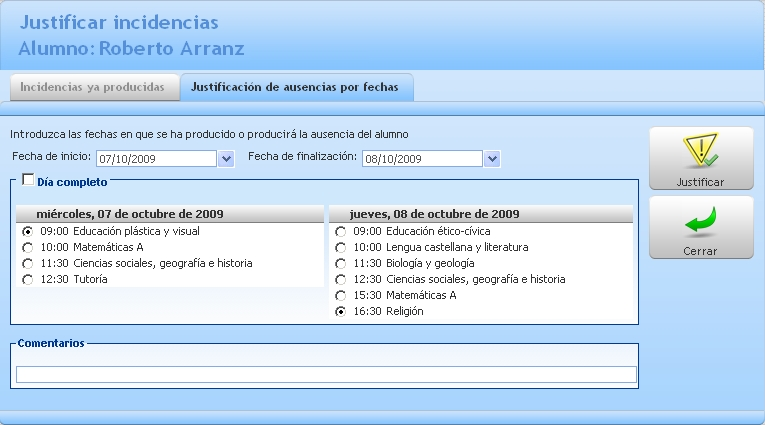 Justificar incidencias
Alumno: Roberto Arranz
Incidencias ya producidas
Justificación de ausencias por fechas
Introduzca las fechas en que se ha producido o producirá la ausencia del alumno
Fecha de inicio: 07/10/2009 Fecha de finalización: 08/10/2009
Justificar
Cerrar
Día completo
miércoles, 07 de octubre de 2009
09:00 Educación plástica y visual
10:00 Matemáticas A
11:30 Ciencias sociales, geografía e historia
12:30 Tutoría
jueves, 08 de octubre de 2009
09:00 Educación ético-cívica
10:00 Lengua castellana y literatura
11:30 Biología y geología
12:30 Ciencias sociales, geografía e historia
15:30 Matemáticas A
16:30 Religión
Comentarios